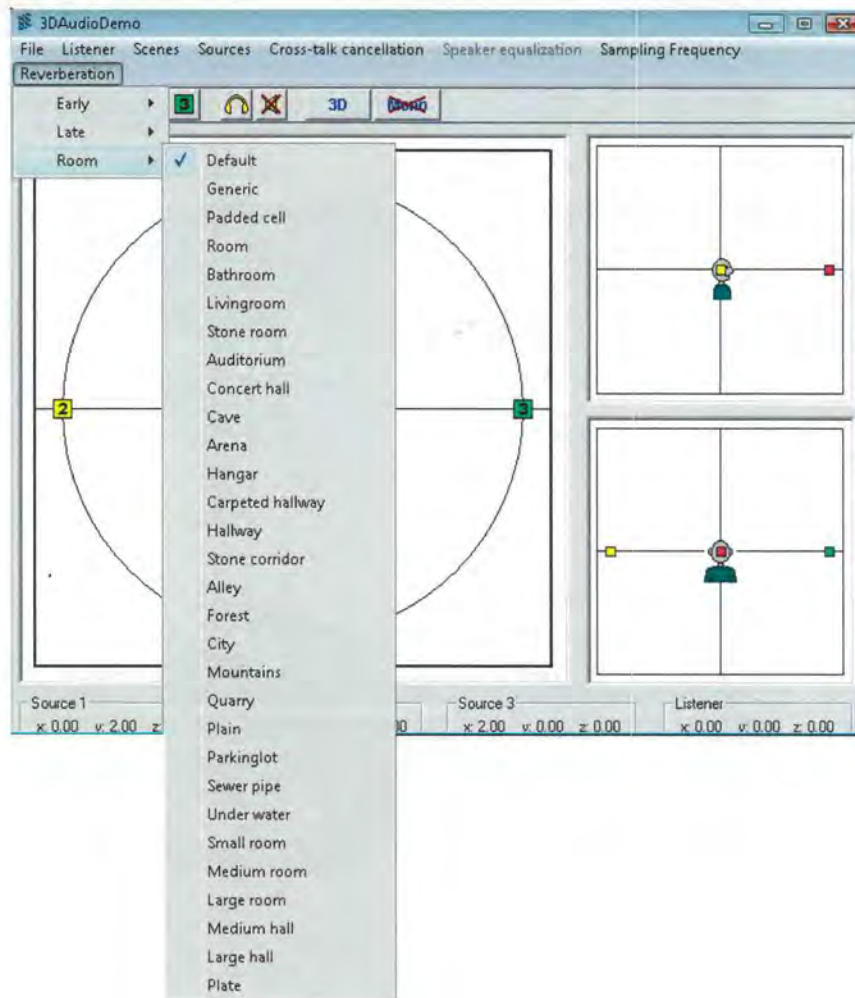 3DAudioDemo
File Listener Scenes Sources Cross-talk cancellation Speaker equalization Sampling Frequency
Reverberation
Early
Late
Room
3
3D
Mono
Default
Generic
Padded cell
Room
Bathroom
Livingroom
Stone room
Auditorium
Concert hall
Cave
Arena
Hangar
Carpeted hallway
Hallway
Stone corridor
Alley
Forest
City
Mountains
Quarry
Plain
Parkinglot
Sewer pipe
Under water
Small room
Medium room
Large room
Medium hall
Large hall
Plate
2
3
Source 1
x: 0.00 y: 2.00 z:
Source 3
x: 2.00 y: 0.00 z: 0.00
Listener
x: 0.00 y: 0.00 z: 0.00